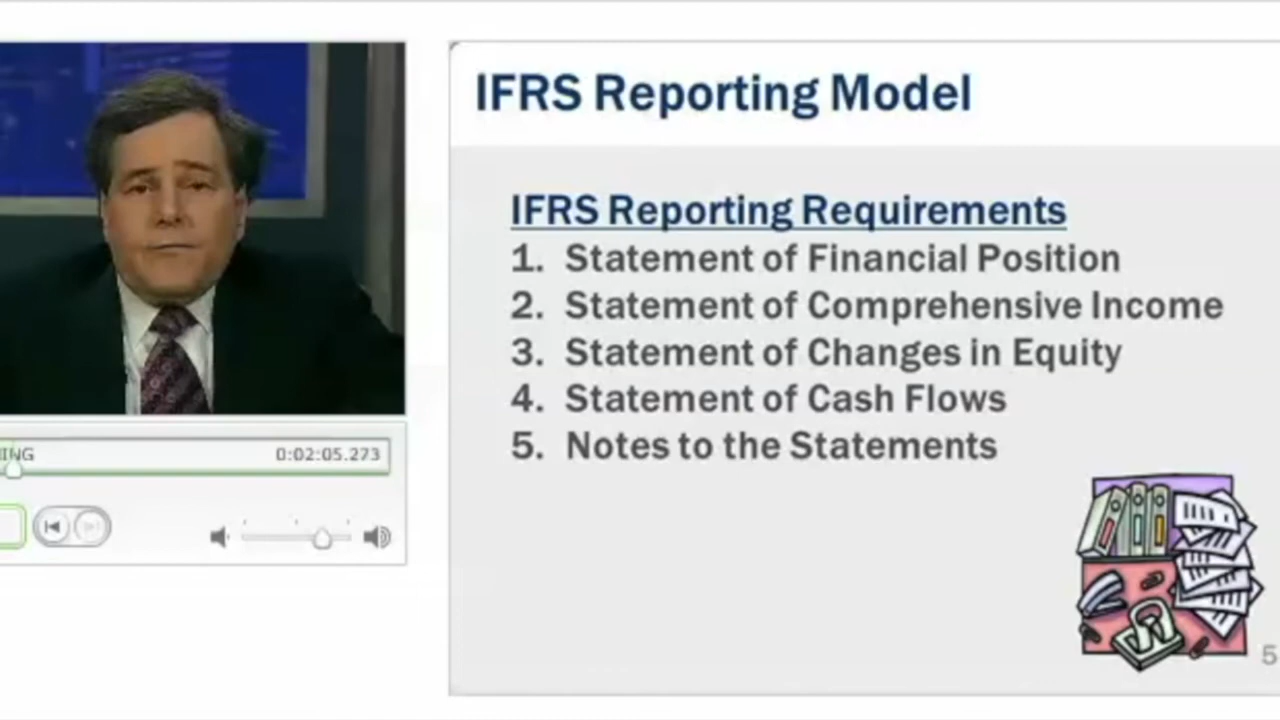 IFRS Reporting Model
IFRS Reporting Requirements
1. Statement of Financial Position
2. Statement of Comprehensive Income
3. Statement of Changes in Equity
4. Statement of Cash Flows
5. Notes to the Statements
0:02:05.273
5